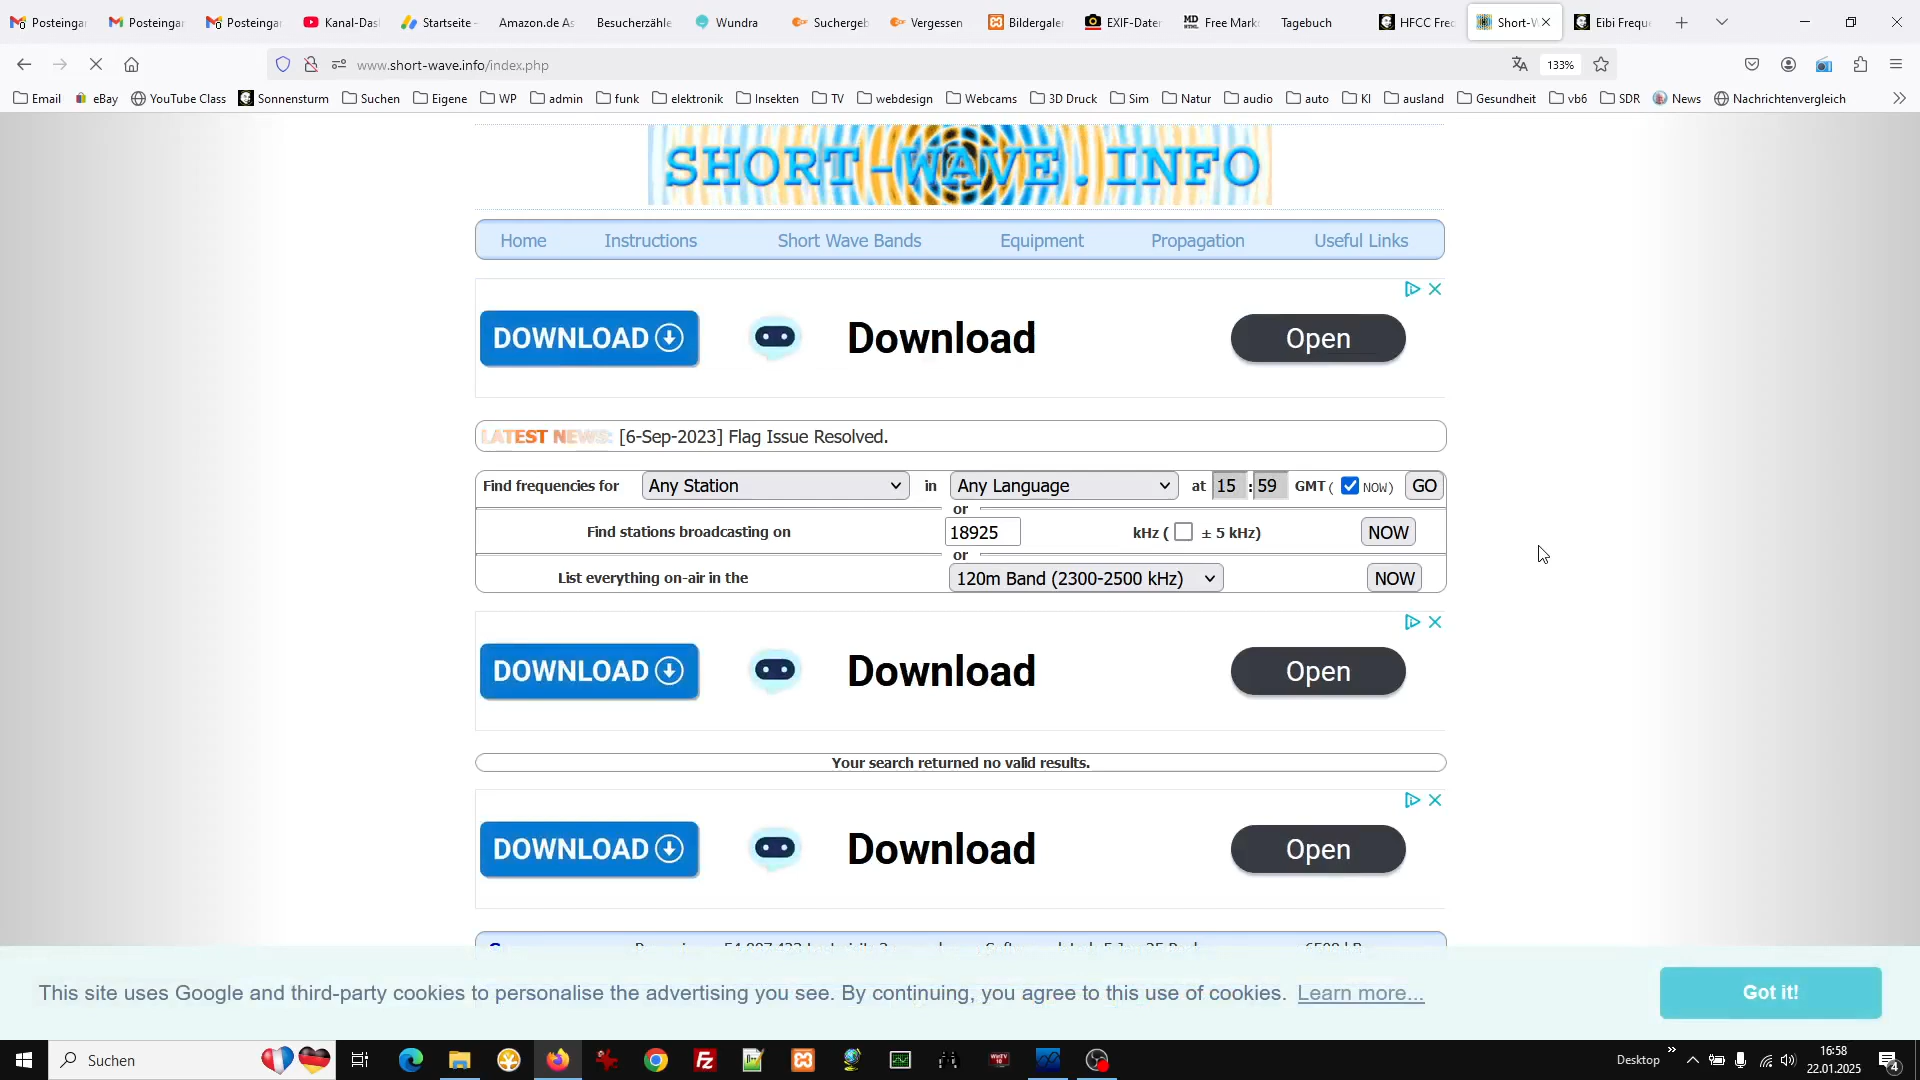 Posteingan Posteingan Posteingan Kanal-Das Startseite - Amazon.de As Besucherzähle Wundra Suchergeb Vergessen Bildergaler EXIF-Daten Free Mark Tagebuch HFCC Frec Short-W Eibi Frequ
www.short-wave.info/index.php 133%
Email eBay YouTube Class Sonnensturm Suchen Eigene WP admin funk elektronik Insekten TV webdesign Webcams 3D Druck Sim Natur audio auto KI ausland Gesundheit vb6 SDR News Nachrichtenvergleich
SHORT-WAVE.INFO
Home Instructions Short Wave Bands Equipment Propagation Useful Links
DOWNLOAD Download Open
LATEST NEWS: [6-Sep-2023] Flag Issue Resolved.
Find frequencies for Any Station in Any Language at 15 : 59 GMT ( NOW) GO
or
Find stations broadcasting on 18925 kHz ( ± 5 kHz) NOW
or
List everything on-air in the 120m Band (2300-2500 kHz) NOW
DOWNLOAD Download Open
Your search returned no valid results.
DOWNLOAD Download Open
This site uses Google and third-party cookies to personalise the advertising you see. By continuing, you agree to this use of cookies. Learn more... Got it!
Suchen Desktop 16:58
22.01.2025 4